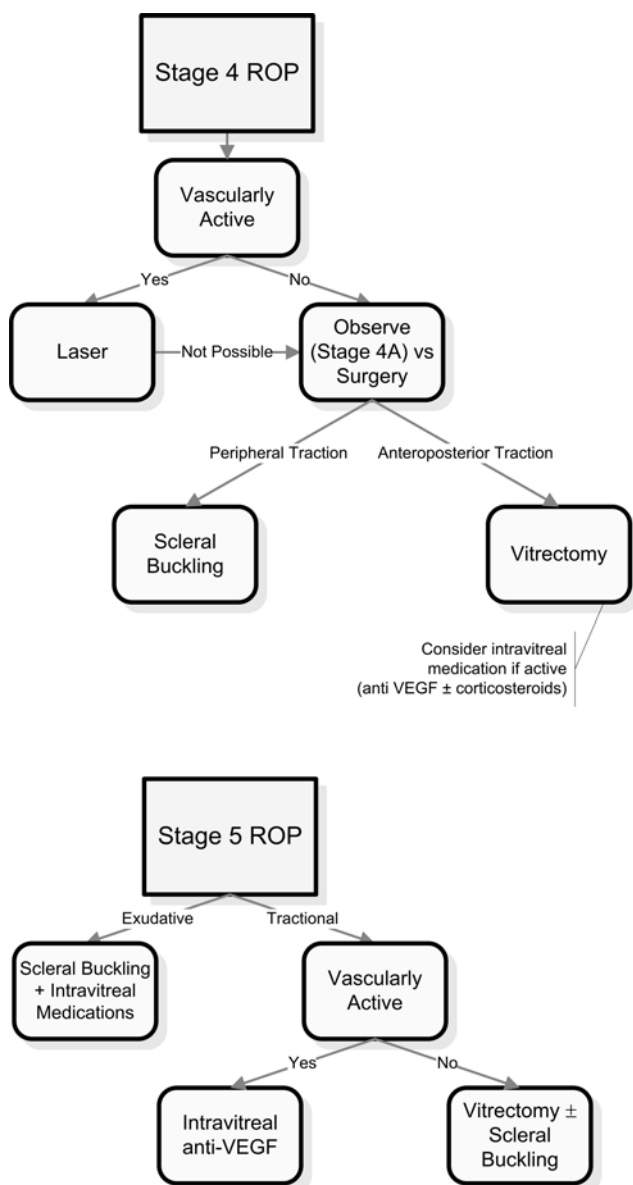 Stage 4 ROP
Vascularly
Active
Yes
No
Laser
Not Possible
Observe
(Stage 4A) vs
Surgery
Peripheral Traction
Anteroposterior Traction
Scleral
Buckling
Vitrectomy
Consider intravitreal
medication if active
(anti VEGF ± corticosteroids)
Stage 5 ROP
Exudative
Tractional
Scleral Buckling
+ Intravitreal
Medications
Vascularly
Active
Yes
No
Intravitreal
anti-VEGF
Vitrectomy ±
Scleral
Buckling